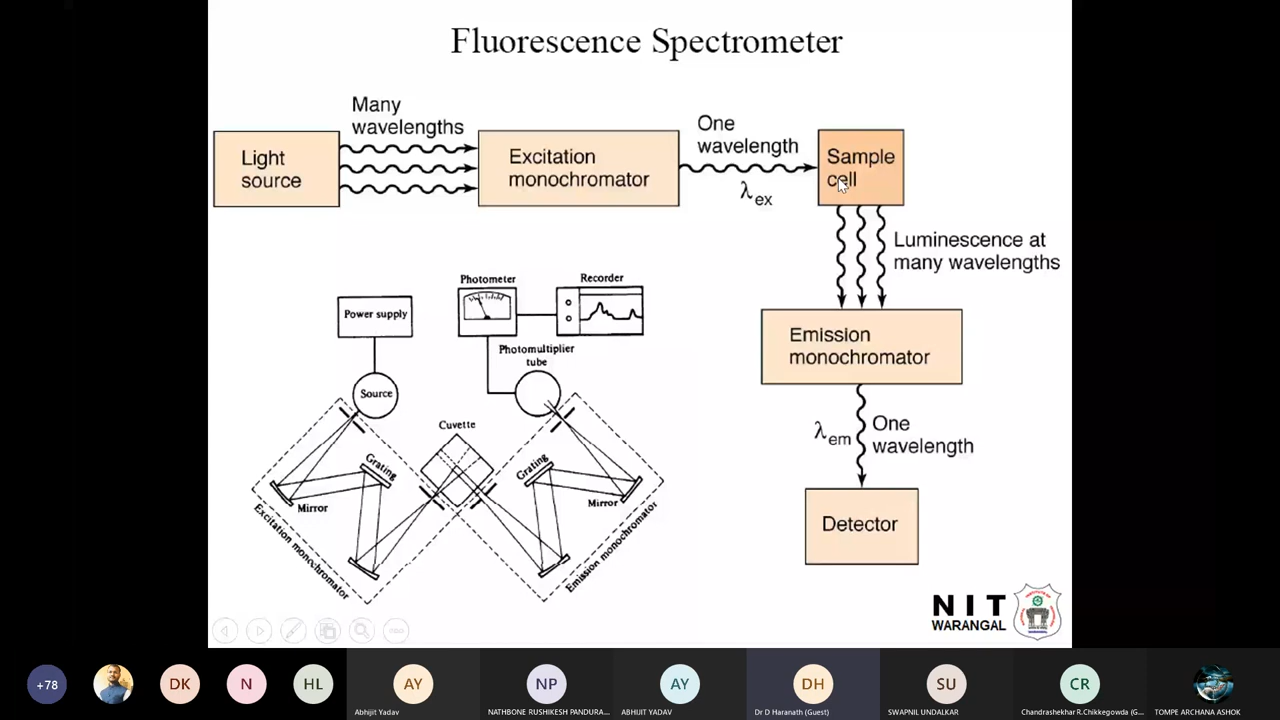 Fluorescence Spectrometer
Many
wavelengths
One
wavelength
λex
Light
source
Excitation
monochromator
Sample
cell
Luminescence at
many wavelengths
Photometer
Recorder
Power supply
Photomultiplier
tube
Emission
monochromator
Source
Cuvette
λem
One
wavelength
Grating
Grating
Mirror
Mirror
Excitation monochromator
Emission monochromator
Detector
NIT
WARANGAL
+78
DK
N
HL
AY
NP
AY
DH
SU
CR
Abhijit Yadav
NATHBONE RUSHIKESH PANDURA...
ABHIJIT YADAV
Dr D Haranath (Guest)
SWAPNIL UNDALKAR
Chandrashekhar R.Chikkegowda (G...
TOMPE ARCHANA ASHOK